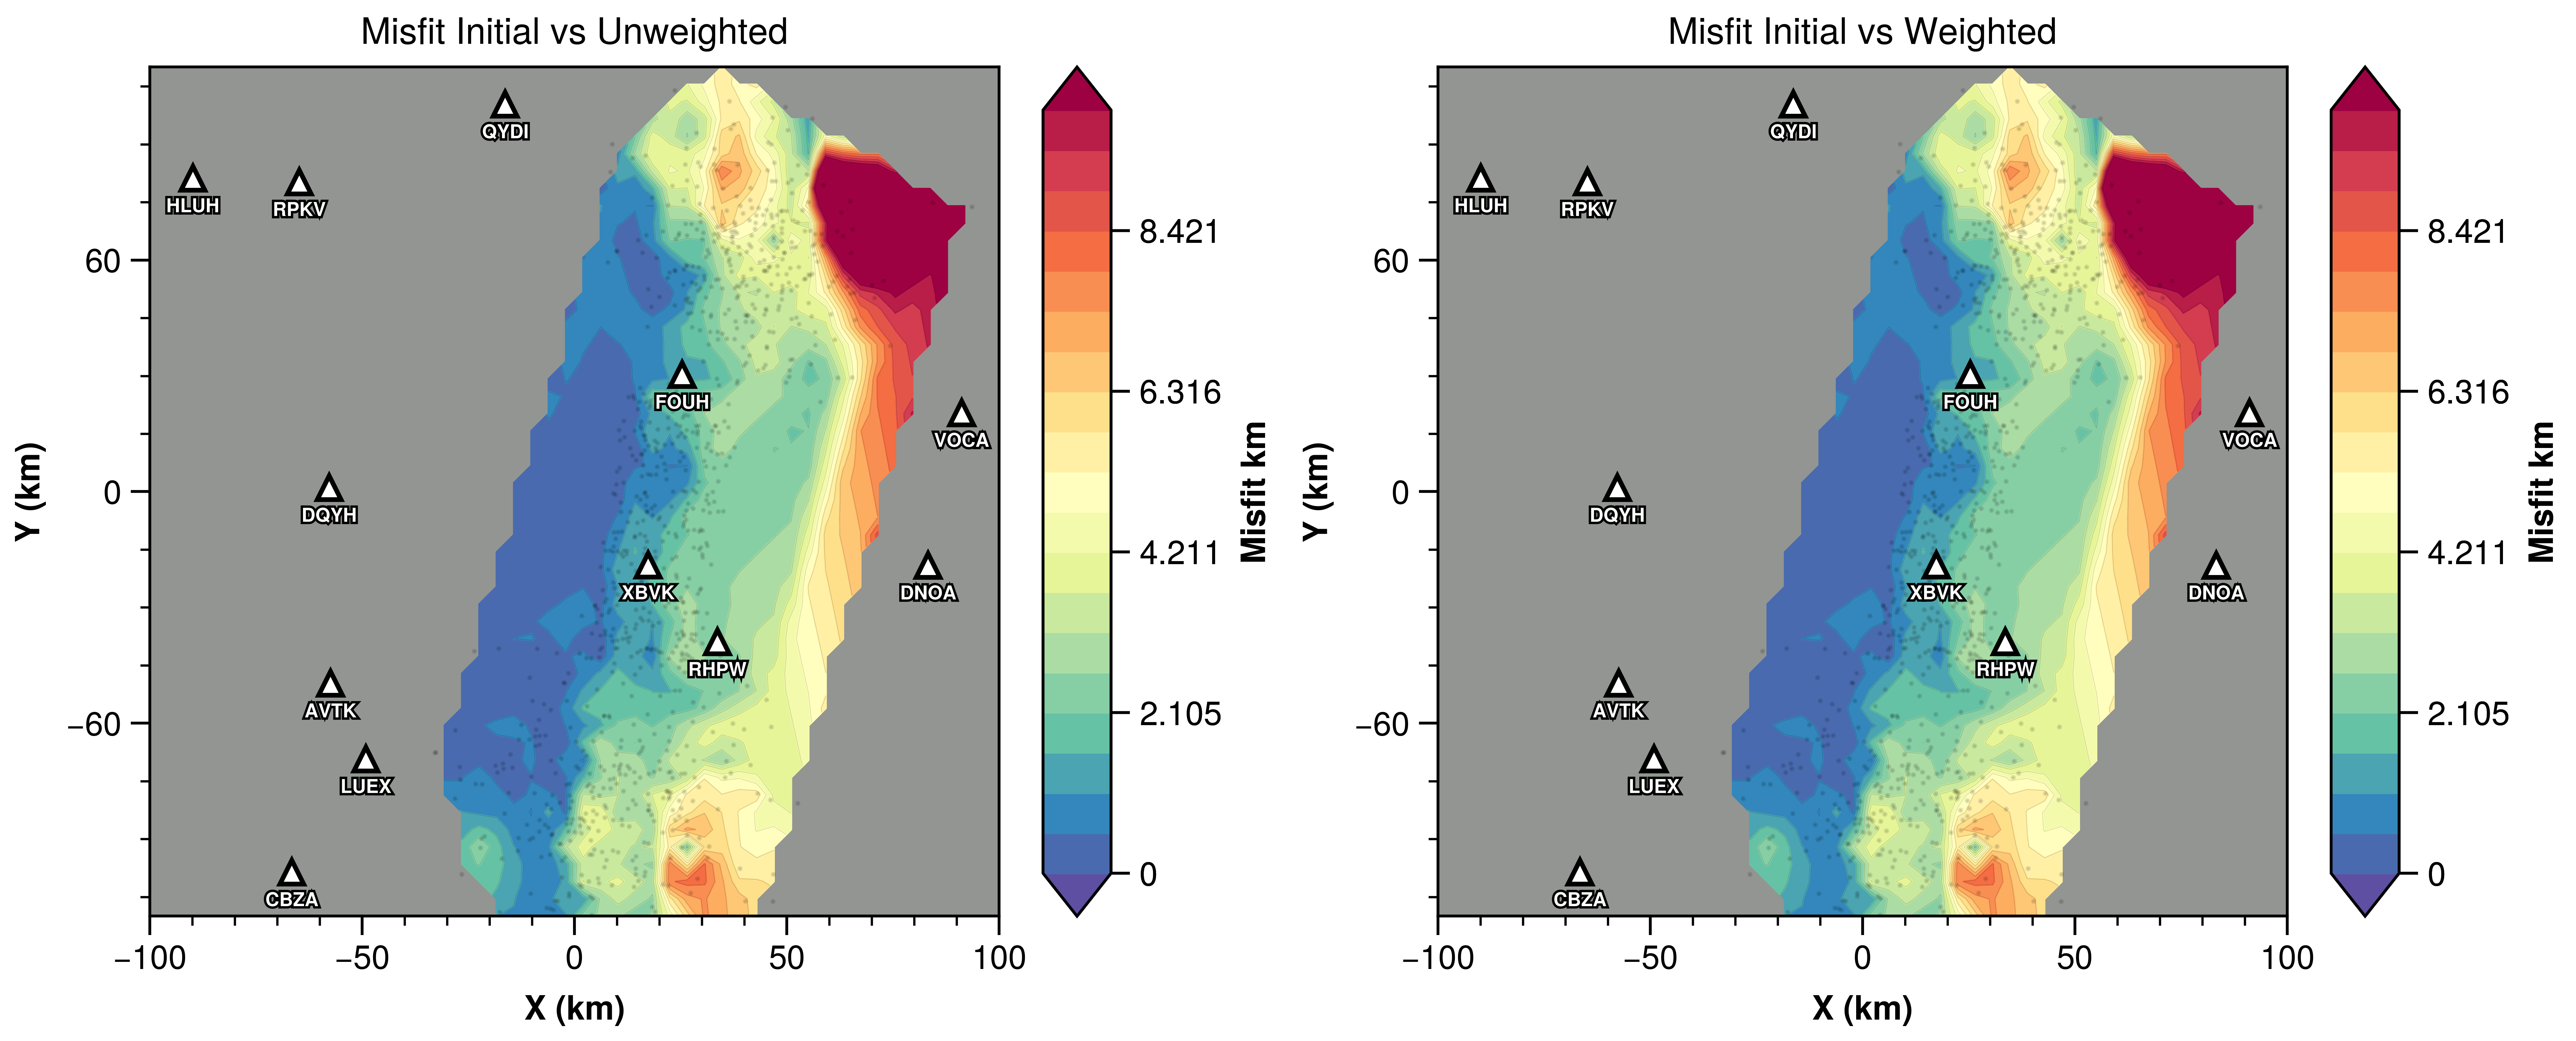 Misfit Initial vs Unweighted
QYDI
HLUH
RPKV
FOUH
VOCA
DQYH
XBVK
DNOA
RHPW
AVTK
LUEX
CBZA
60
0
−60
Y (km)
−100
−50
0
50
100
X (km)
8.421
6.316
4.211
2.105
0
Misfit km
Misfit Initial vs Weighted
QYDI
HLUH
RPKV
FOUH
VOCA
DQYH
XBVK
DNOA
RHPW
AVTK
LUEX
CBZA
60
0
−60
Y (km)
−100
−50
0
50
100
X (km)
8.421
6.316
4.211
2.105
0
Misfit km